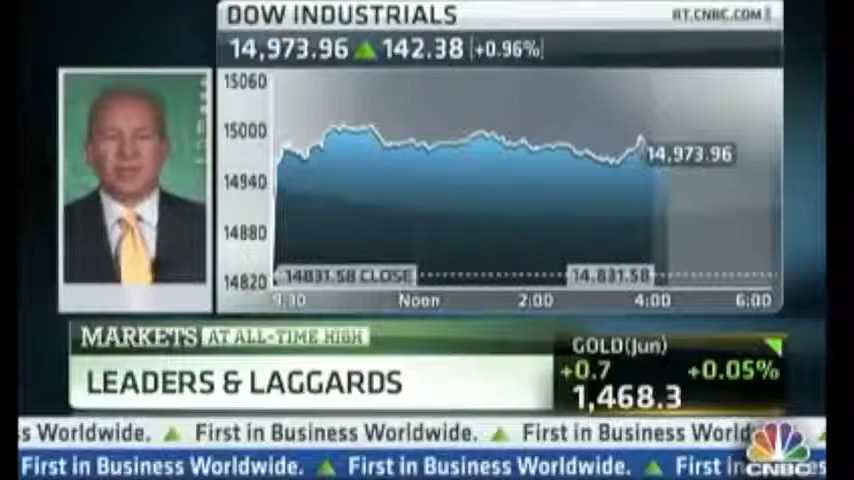 DOW INDUSTRIALS
RT.CNBC.COM
14,973.96 ▲ 142.38 [+0.96%]
15060
15000
14,973.96
14940
14880
14820
14831.58 CLOSE
14,831.58
9:30 Noon 2:00 4:00 6:00
MARKETS AT ALL-TIME HIGH
LEADERS & LAGGARDS
GOLD(Jun)
+0.7 +0.05%
1,468.3
s Worldwide. ▲ First in Business Worldwide. ▲ First in Business World
First in Business Worldwide. ▲ First in Business Worldwide. ▲ First in
CNBC